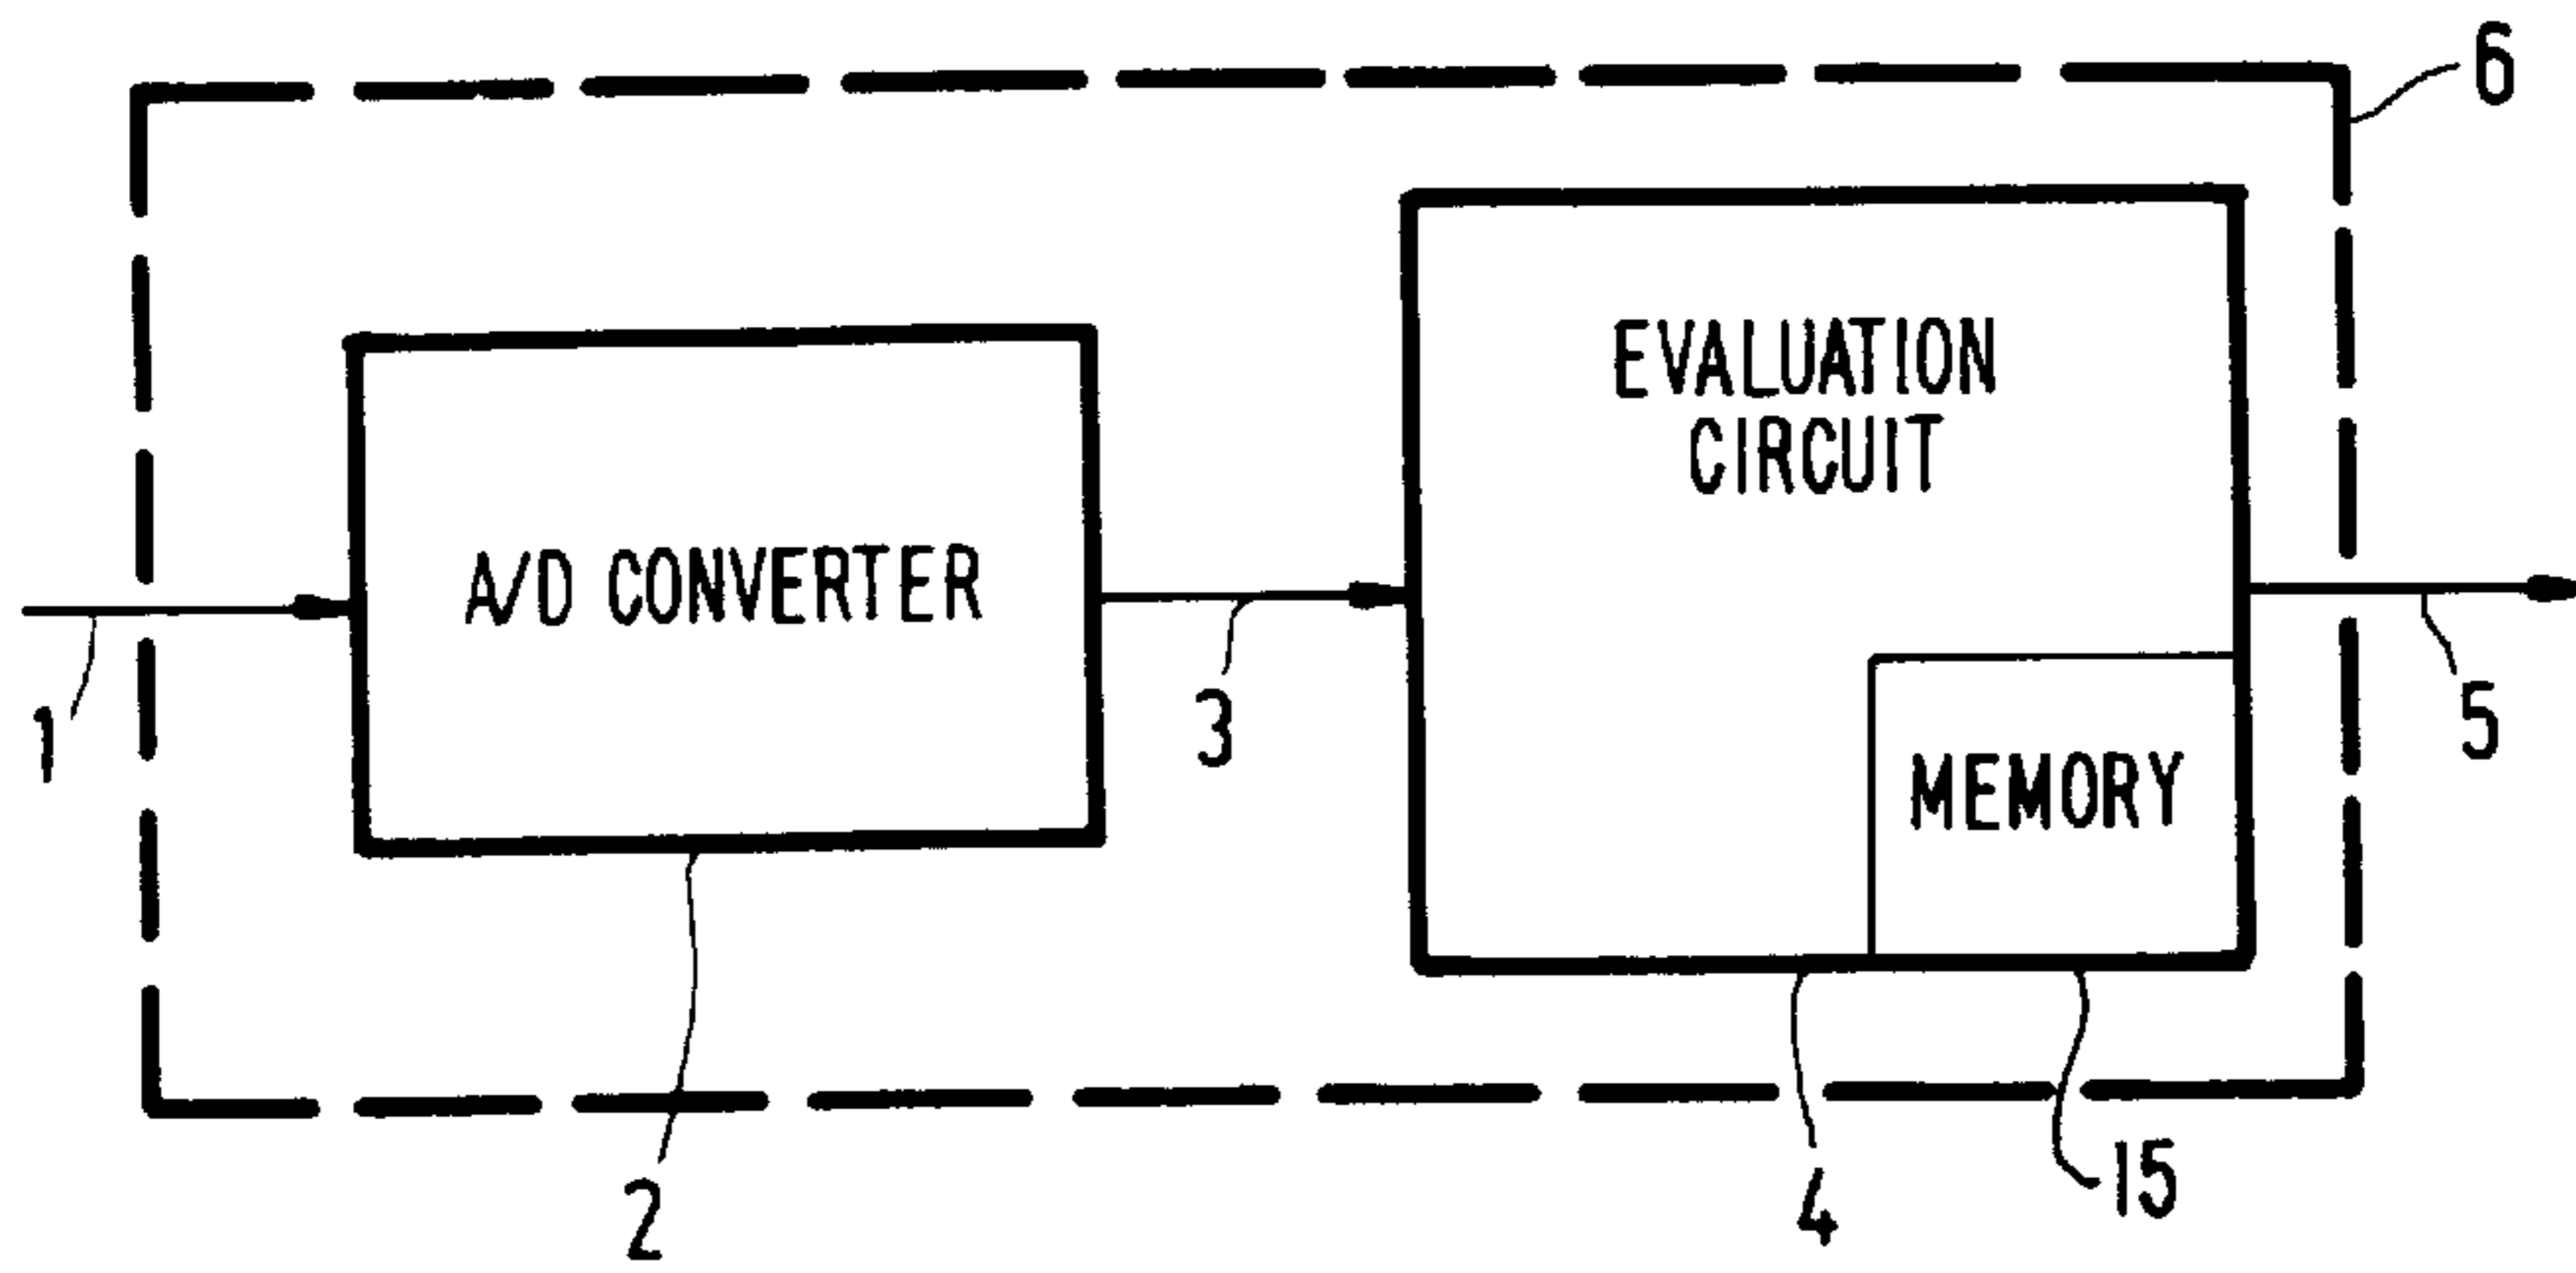 6
EVALUATION
CIRCUIT
A/D CONVERTER
1
3
5
MEMORY
2
4
15